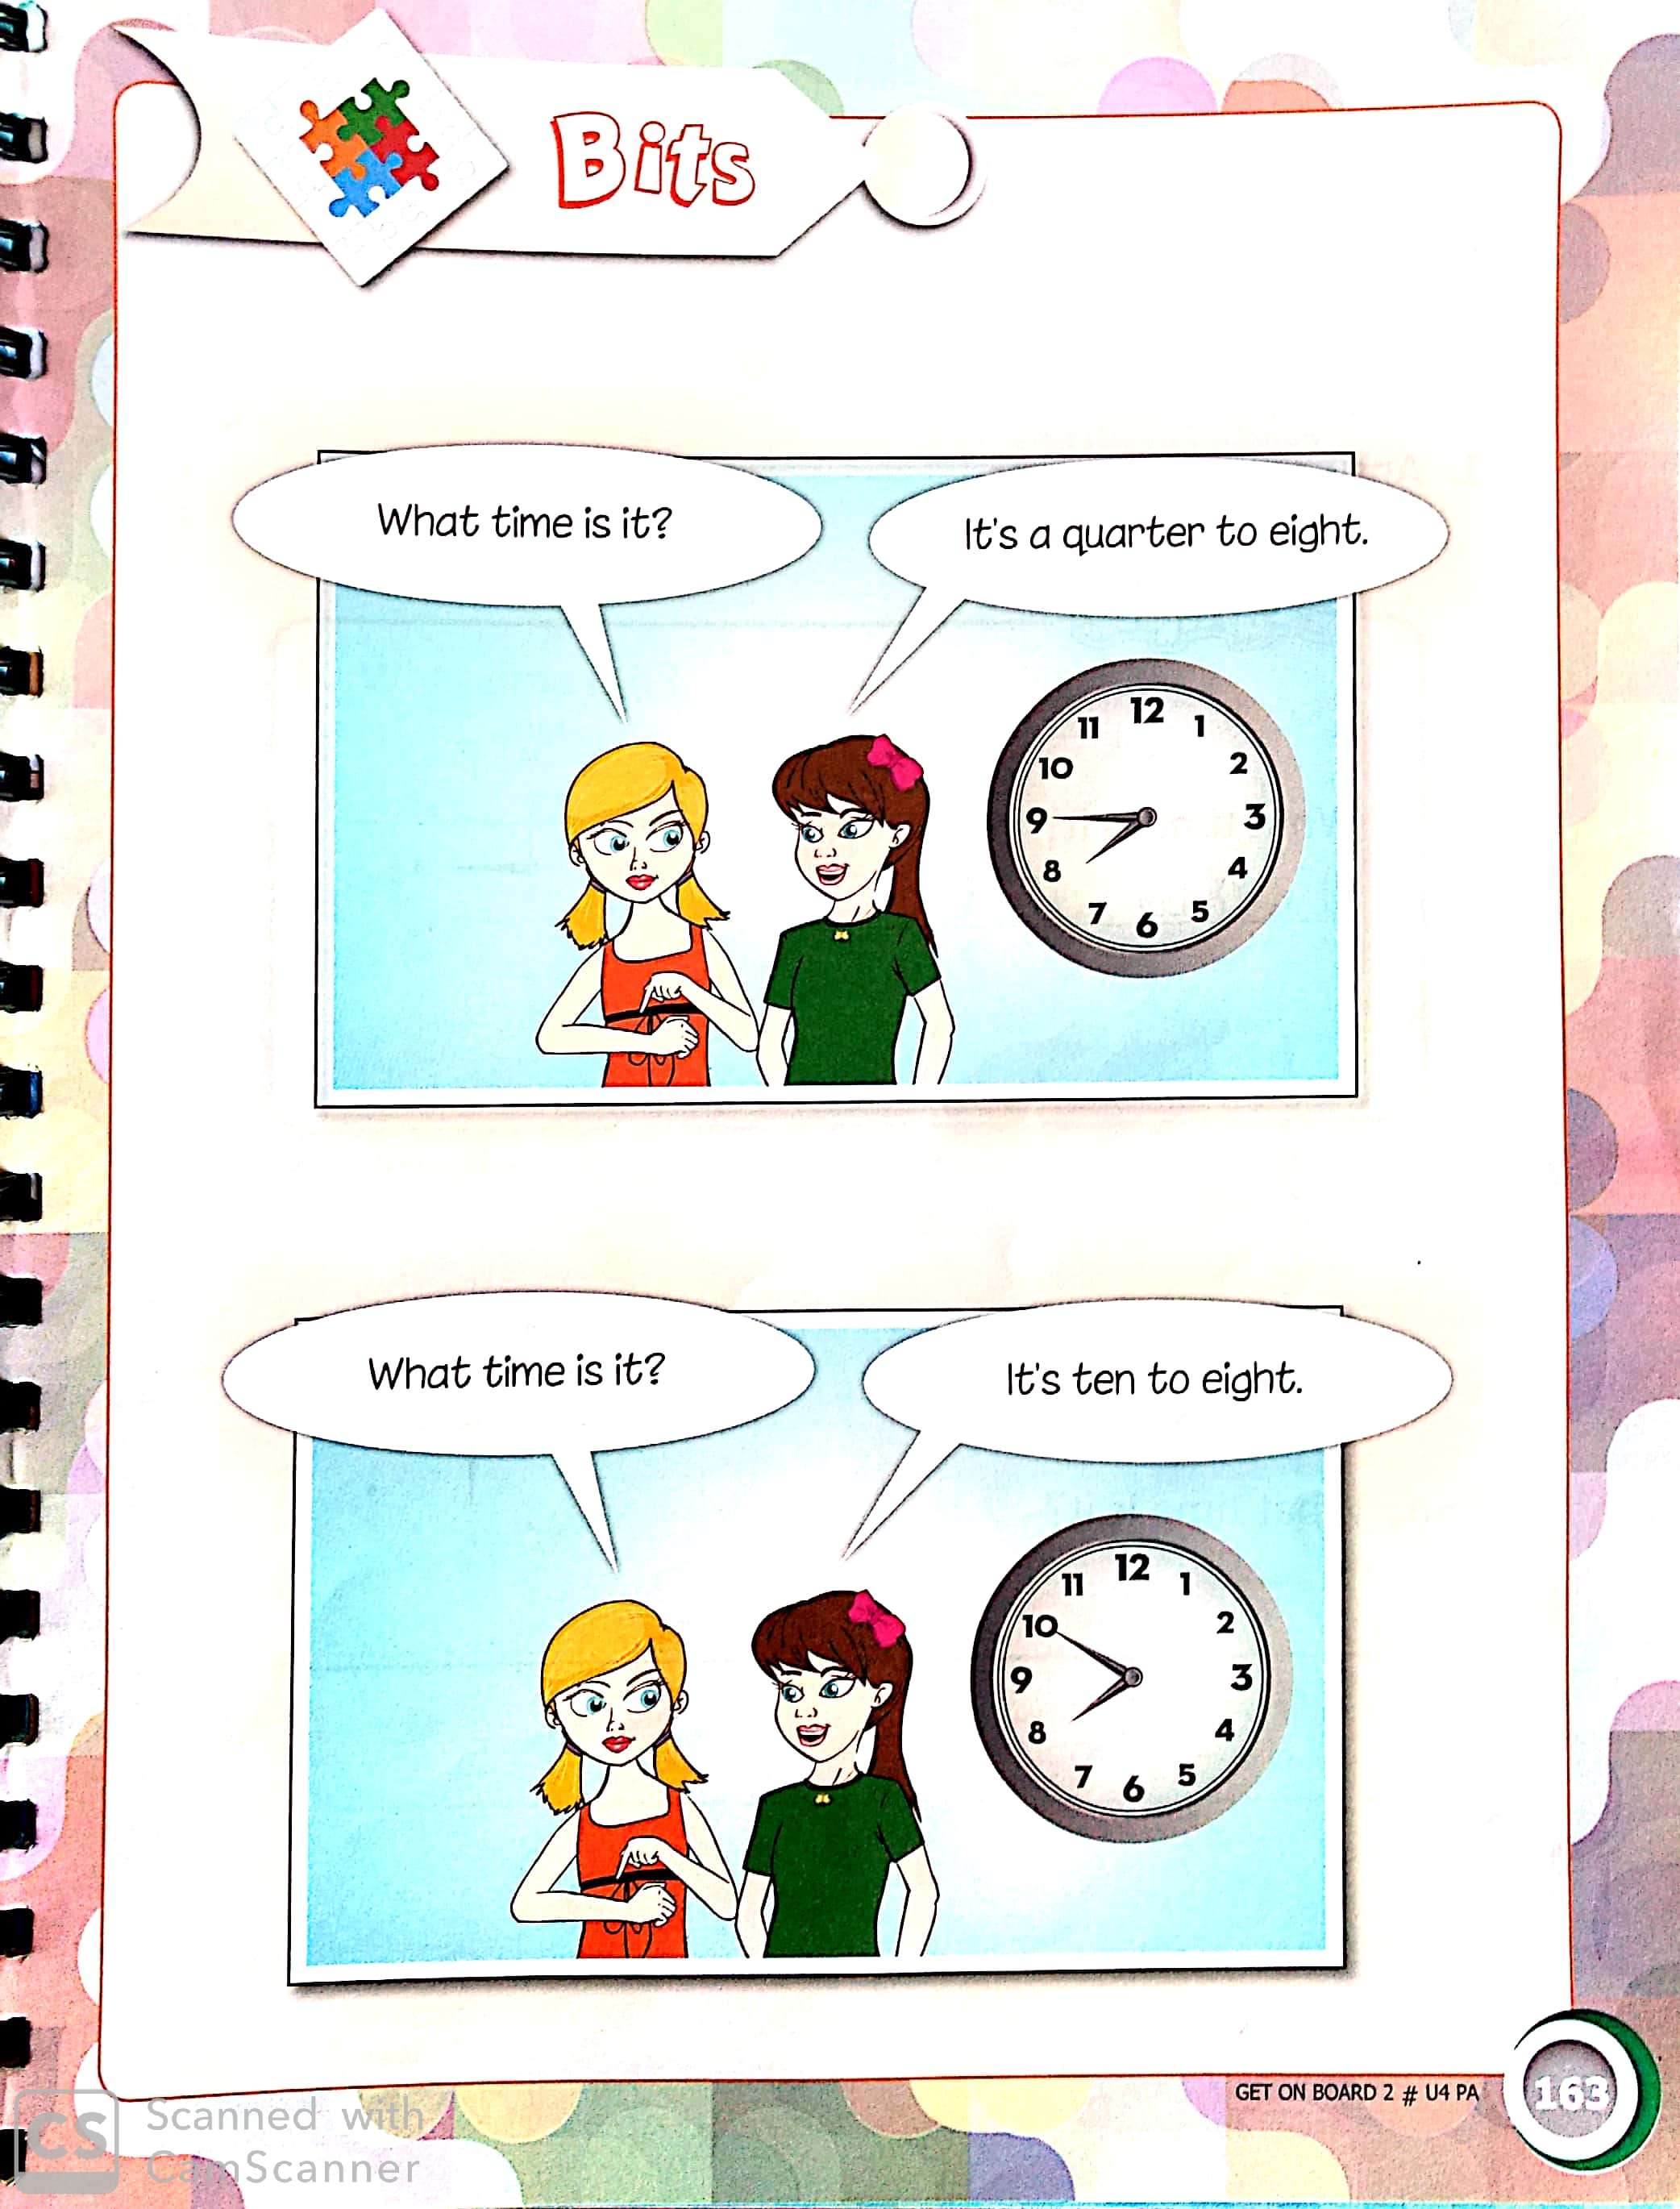 Bits
What time is it?
It's a quarter to eight.
12
11 1
10 2
9 3
8 4
7 5
6
What time is it?
It's ten to eight.
12
11 1
10 2
9 3
8 4
7 5
6
GET ON BOARD 2 # U4 PA
163
CS
Scanned with
CamScanner